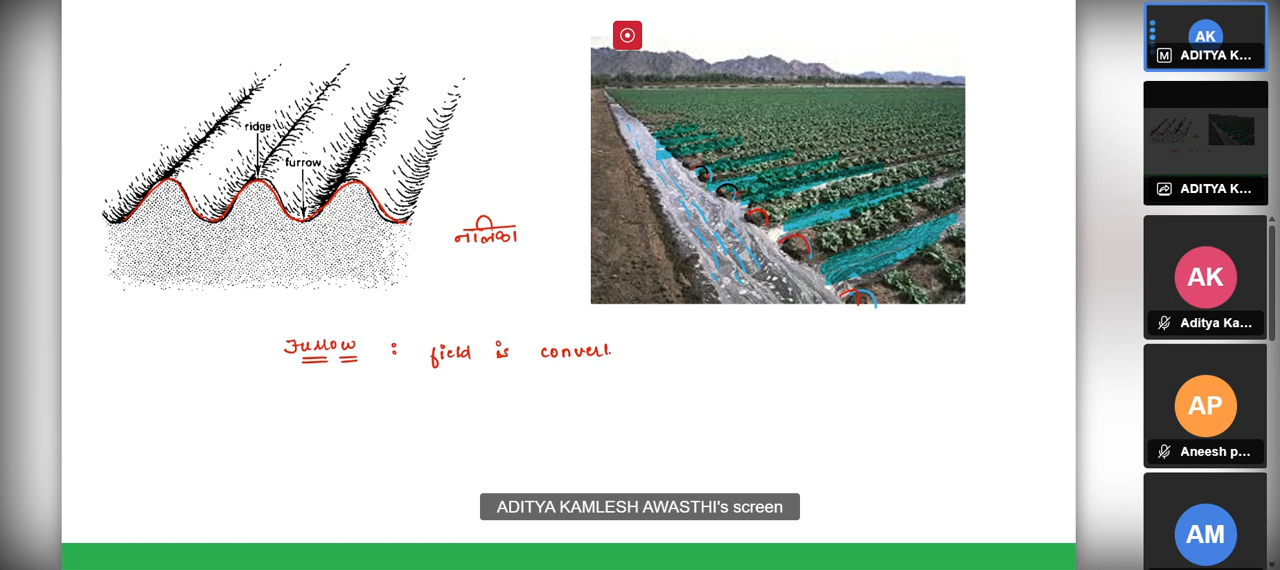 ridge
furrow
Furrow : field is convert
ADITYA KAMLESH AWASTHI's screen
AK
ADITYA K...
ADITYA K...
AK
Aditya Ka...
AP
Aneesh p...
AM